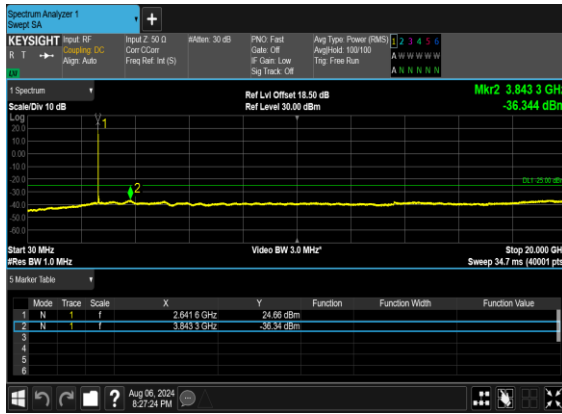 Spectrum Analyzer 1
Swept SA
KEYSIGHT Input: RF Input Z: 50 Ω #Atten: 30 dB PNO: Fast Avg Type: Power (RMS) 1 2 3 4 5 6
R T Coupling: DC Corr CCorr Gate: Off Avg|Hold: 100/100 A W W W W W
Align: Auto Freq Ref: Int (S) IF Gain: Low Trig: Free Run
Sig Track: Off A N N N N N
1 Spectrum
Ref Lvl Offset 18.50 dB Mkr2 3.843 3 GHz
Scale/Div 10 dB Ref Level 30.00 dBm -36.344 dBm
Log
1
20.0
10.0
0.00
-10.0
-20.0
DL1 -25.00 dBm
2
-30.0
-40.0
-50.0
-60.0
Start 30 MHz Video BW 3.0 MHz* Stop 20.000 GH
#Res BW 1.0 MHz Sweep 34.7 ms (40001 pts
5 Marker Table
Mode Trace Scale X Y Function Function Width Function Value
1 N 1 f 2.641 6 GHz 24.66 dBm
2 N 1 f 3.843 3 GHz -36.34 dBm
3
4
5
6
? Aug 06, 2024
8:27:24 PM